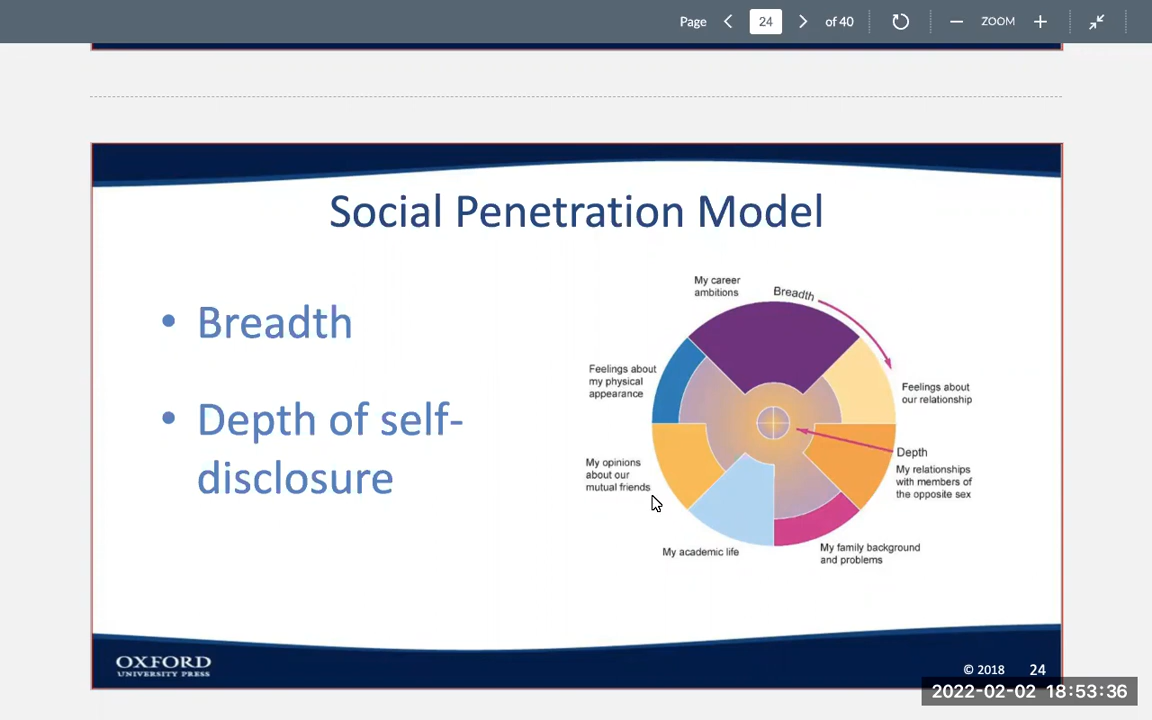 Page 24 of 40 ZOOM
Social Penetration Model
• Breadth
• Depth of self-
disclosure
My career
ambitions
Breadth
Feelings about
my physical
appearance
Feelings about
our relationship
Depth
My opinions
about our
mutual friends
My relationships
with members of
the opposite sex
My academic life
My family background
and problems
OXFORD
UNIVERSITY PRESS
© 2018 24
2022-02-02 18:53:36